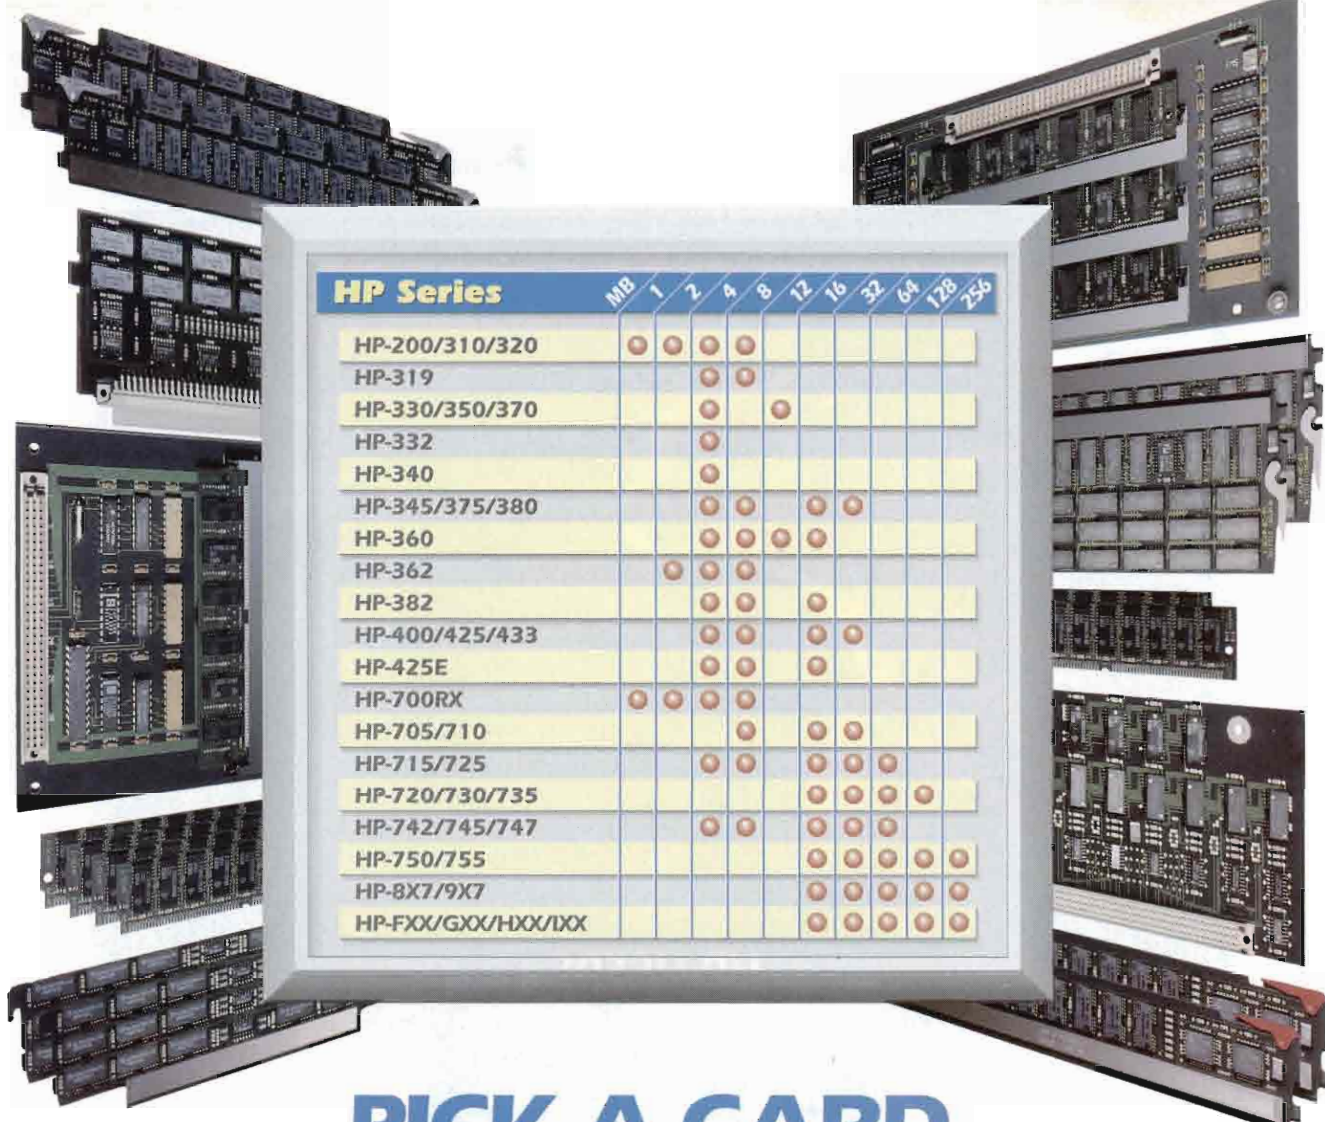 HP Series MB 1 2 4 8 12 16 32 64 128 256
HP-200/310/320
HP-319
HP-330/350/370
HP-332
HP-340
HP-345/375/380
HP-360
HP-362
HP-382
HP-400/425/433
HP-425E
HP-700RX
HP-705/710
HP-715/725
HP-720/730/735
HP-742/745/747
HP-750/755
HP-8X7/9X7
HP-FXX/GXX/HXX/IXX
PICK A CARD